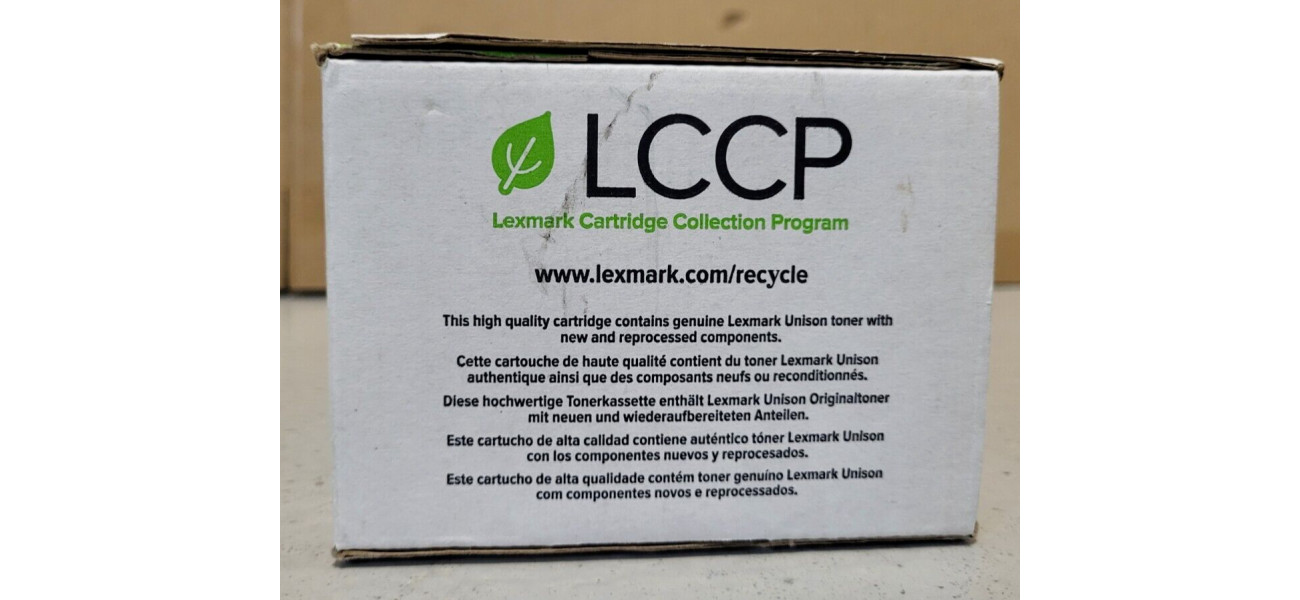 LCCP
Lexmark Cartridge Collection Program
www.lexmark.com/recycle
This high quality cartridge contains genuine Lexmark Unison toner with
new and reprocessed components.
Cette cartouche de haute qualité contient du toner Lexmark Unison
authentique ainsi que des composants neufs ou reconditionnés.
Diese hochwertige Tonerkassette enthält Lexmark Unison Originaltoner
mit neuen und wiederaufbereiteten Anteilen.
Este cartucho de alta calidad contiene auténtico tóner Lexmark Unison
con los componentes nuevos y reprocesados.
Este cartucho de alta qualidade contém toner genuíno Lexmark Unison
com componentes novos e reprocessados.